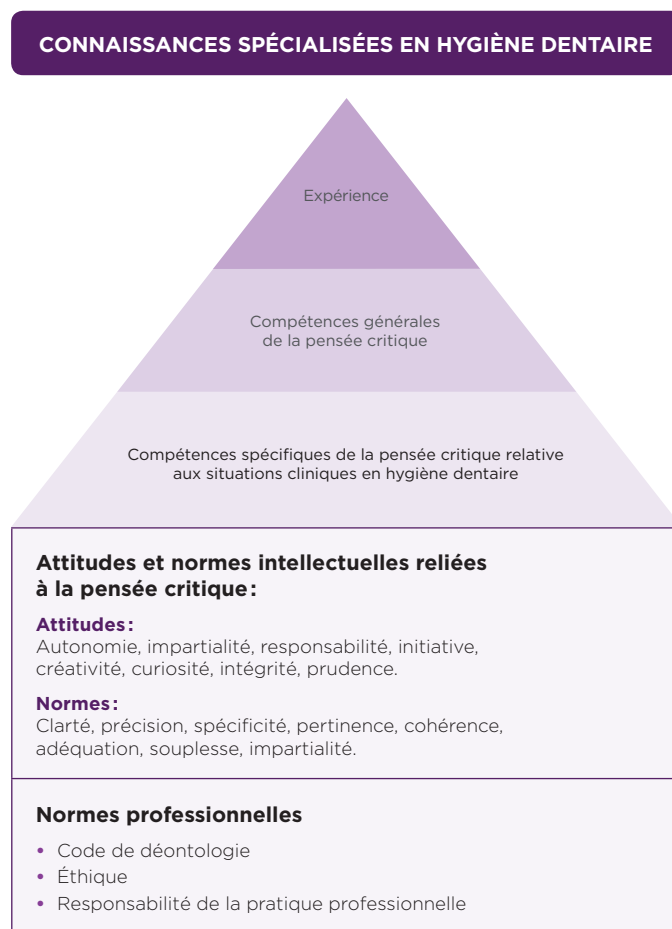 CONNAISSANCES SPÉCIALISÉES EN HYGIÈNE DENTAIRE
Expérience
Compétences générales
de la pensée critique
Compétences spécifiques de la pensée critique relative
aux situations cliniques en hygiène dentaire
Attitudes et normes intellectuelles reliées
à la pensée critique :
Attitudes :
Autonomie, impartialité, responsabilité, initiative,
créativité, curiosité, intégrité, prudence.
Normes :
Clarté, précision, spécificité, pertinence, cohérence,
adéquation, souplesse, impartialité.
Normes professionnelles
• Code de déontologie
• Éthique
• Responsabilité de la pratique professionnelle